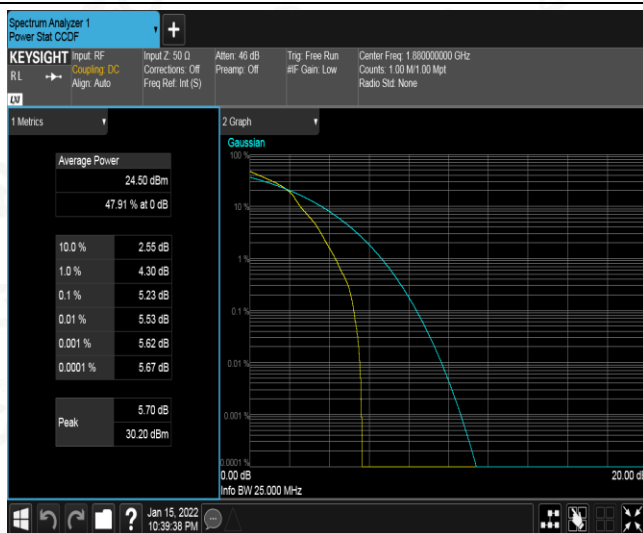 Spectrum Analyzer 1
Power Stat CCDF
+
KEYSIGHT
RL
LXI
Input: RF
Coupling: DC
Align: Auto
Input Z: 50 Ω
Corrections: Off
Freq Ref: Int (S)
Atten: 46 dB
Preamp: Off
Trig: Free Run
#IF Gain: Low
Center Freq: 1.880000000 GHz
Counts: 1.00 M/1.00 Mpt
Radio Std: None
1 Metrics
Average Power
24.50 dBm
47.91 % at 0 dB
10.0 % 2.55 dB
1.0 % 4.30 dB
0.1 % 5.23 dB
0.01 % 5.53 dB
0.001 % 5.62 dB
0.0001 % 5.67 dB
Peak
5.70 dB
30.20 dBm
2 Graph
Gaussian
100 %
10 %
1 %
0.1 %
0.01 %
0.001 %
0.0001 %
0.00 dB
20.00 dB
Info BW 25.000 MHz
?
Jan 15, 2022
10:39:38 PM